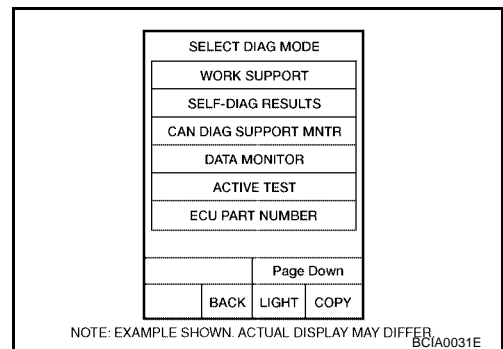 SELECT DIAG MODE
WORK SUPPORT
SELF-DIAG RESULTS
CAN DIAG SUPPORT MNTR
DATA MONITOR
ACTIVE TEST
ECU PART NUMBER
Page Down
BACK LIGHT COPY
NOTE: EXAMPLE SHOWN. ACTUAL DISPLAY MAY DIFFER.
BCIA0031E